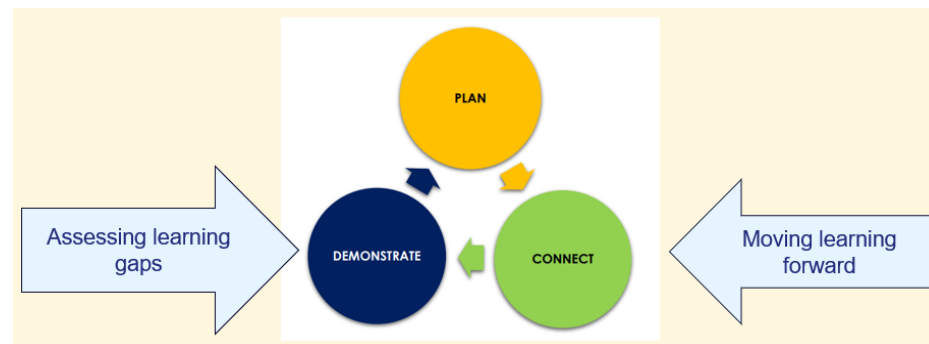 PLAN
Assessing learning
gaps
DEMONSTRATE
CONNECT
Moving learning
forward